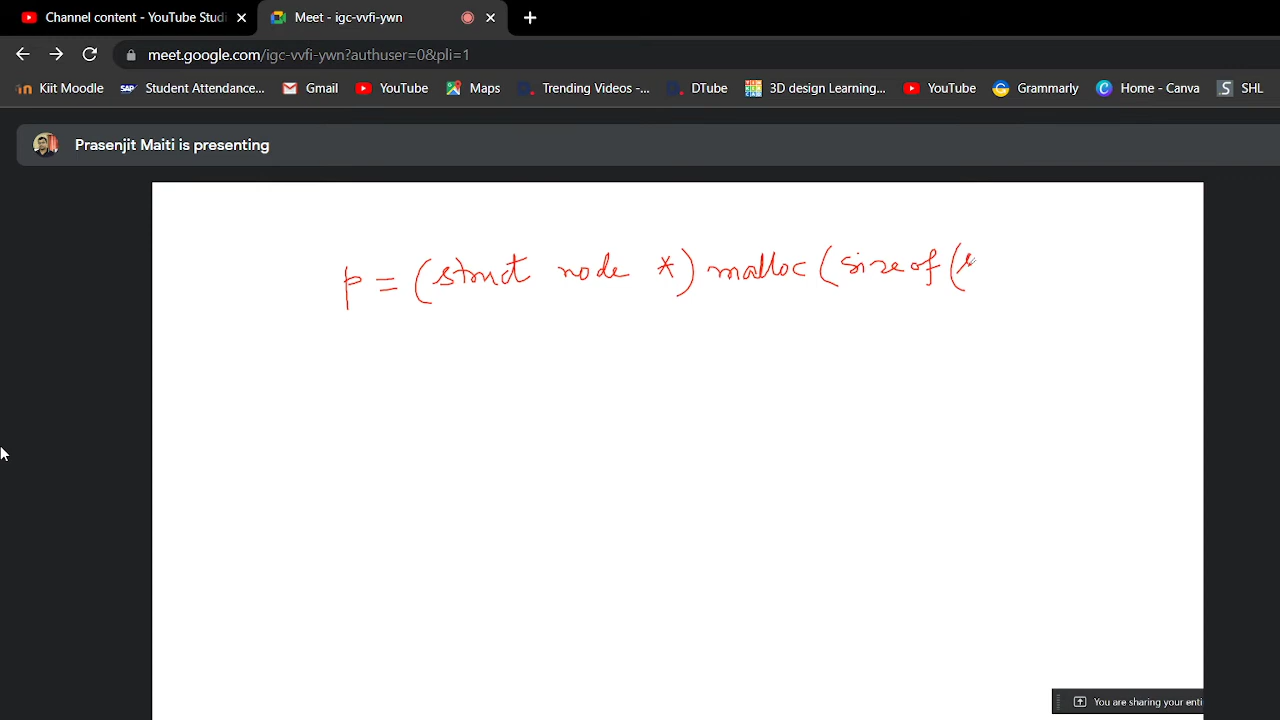 Channel content - YouTube Studi
Meet - igc-vvfi-ywn
meet.google.com/igc-vvfi-ywn?authuser=0&pli=1
Kiit Moodle SAP Student Attendance... Gmail YouTube Maps Trending Videos -... DTube 3D design Learning... YouTube Grammarly Home - Canva SHL
Prasenjit Maiti is presenting
p = (struct node *) malloc (sizeof (s
You are sharing your enti